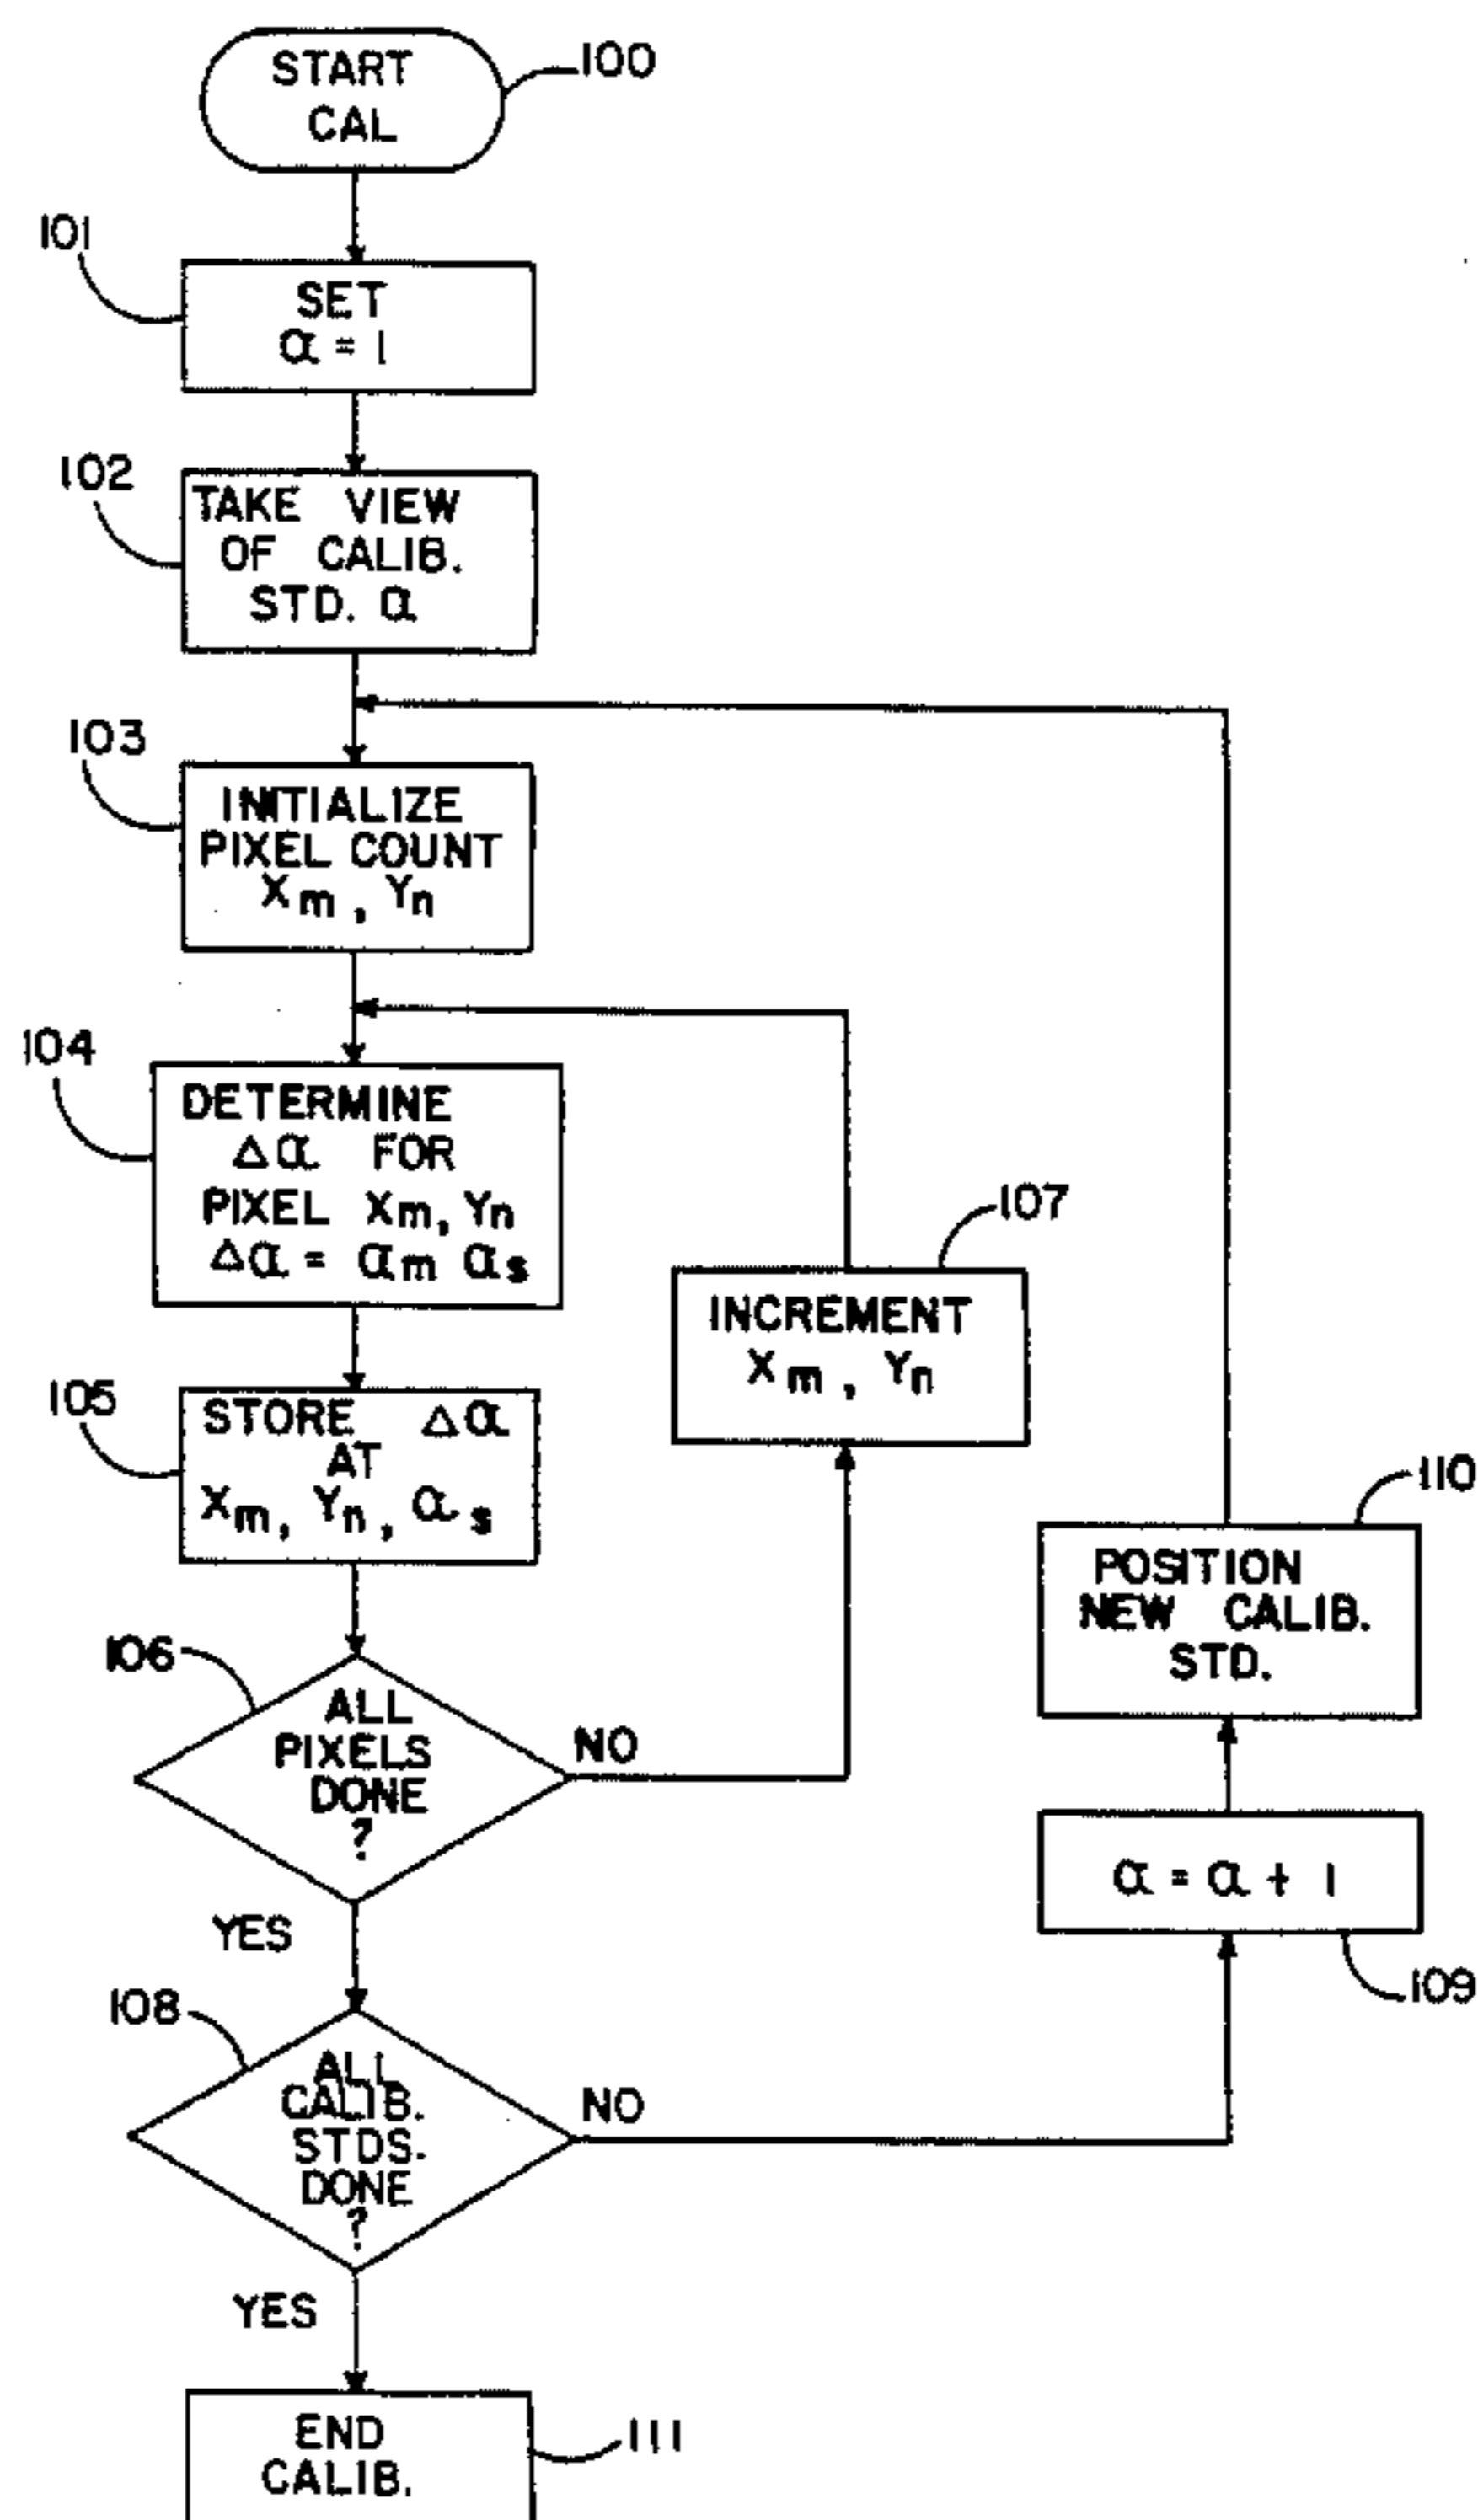 START
CAL
100
101
SET
α = 1
102
TAKE VIEW
OF CALIB.
STD. α
103
INITIALIZE
PIXEL COUNT
Xm, Yn
104
DETERMINE
Δα FOR
PIXEL Xm, Yn
Δα = αm αs
105
STORE Δα
AT
Xm, Yn, αs
106
ALL
PIXELS
DONE
?
NO
YES
107
INCREMENT
Xm, Yn
108
ALL
CALIB.
STDS.
DONE
?
NO
YES
109
α = α + 1
110
POSITION
NEW CALIB.
STD.
END
CALIB.
111